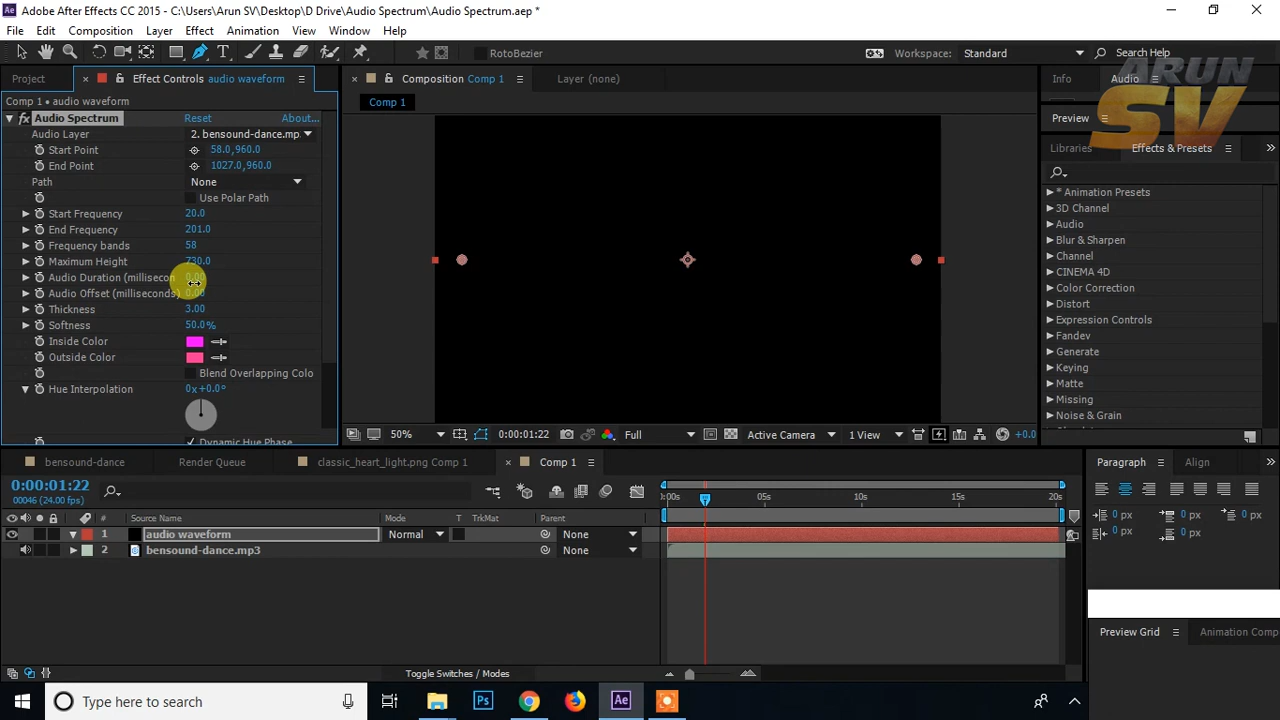 Adobe After Effects CC 2015 - C:\Users\Arun SV\Desktop\D Drive\Audio Spectrum\Audio Spectrum.aep *
File Edit Composition Layer Effect Animation View Window Help
RotoBezier
Workspace: Standard
Search Help
Project
Effect Controls audio waveform
Composition Comp 1
Layer (none)
Info
Audio
ARUN
SV
Comp 1 • audio waveform
Comp 1
Preview
fx Audio Spectrum Reset About...
Audio Layer 2. bensound-dance.mp
Start Point 58.0,960.0
End Point 1027.0,960.0
Path None
Use Polar Path
Start Frequency 20.0
End Frequency 201.0
Frequency bands 58
Maximum Height 730.0
Audio Duration (millisecon 0.00
Audio Offset (milliseconds) 0.00
Thickness 3.00
Softness 50.0%
Inside Color
Outside Color
Blend Overlapping Colo
Hue Interpolation 0x+0.0°
Dynamic Hue Phase
Libraries
Effects & Presets
* Animation Presets
3D Channel
Audio
Blur & Sharpen
Channel
CINEMA 4D
Color Correction
Distort
Expression Controls
Fandev
Generate
Keying
Matte
Missing
Noise & Grain
50% 0:00:01:22 Full Active Camera 1 View +0.0
bensound-dance
Render Queue
classic_heart_light.png Comp 1
Comp 1
Paragraph
Align
0:00:01:22
00046 (24.00 fps)
:00s 05s 10s 15s 20s
# Source Name Mode T TrkMat Parent
1 audio waveform Normal None
2 bensound-dance.mp3 None
0 px 0 px 0 px
0 px 0 px
Preview Grid
Animation Comp
Toggle Switches / Modes
Type here to search
Ps
Ae